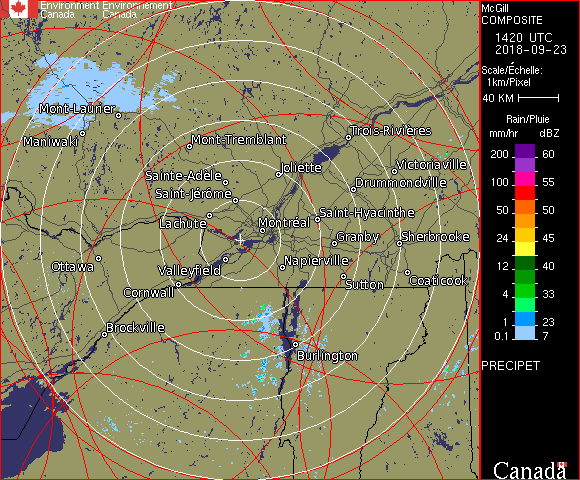 Environment Environnement
Canada Canada
McGill
COMPOSITE
1420 UTC
2018-09-23
Scale/Échelle:
1km/Pixel
40 KM
Rain/Pluie
mm/hr dBZ
200 60
100 55
50 50
24 45
12 40
4 33
1 23
0.1 7
PRECIPET
Canada
Mont-Laurier
Maniwaki
Mont-Tremblant
Trois-Rivières
Sainte-Adèle
Joliette
Victoriaville
Saint-Jérôme
Drummondville
Lachute
Montréal
Saint-Hyacinthe
Granby
Sherbrooke
Ottawa
Valleyfield
Napierville
Cornwall
Sutton
Coaticook
Brockville
Burlington